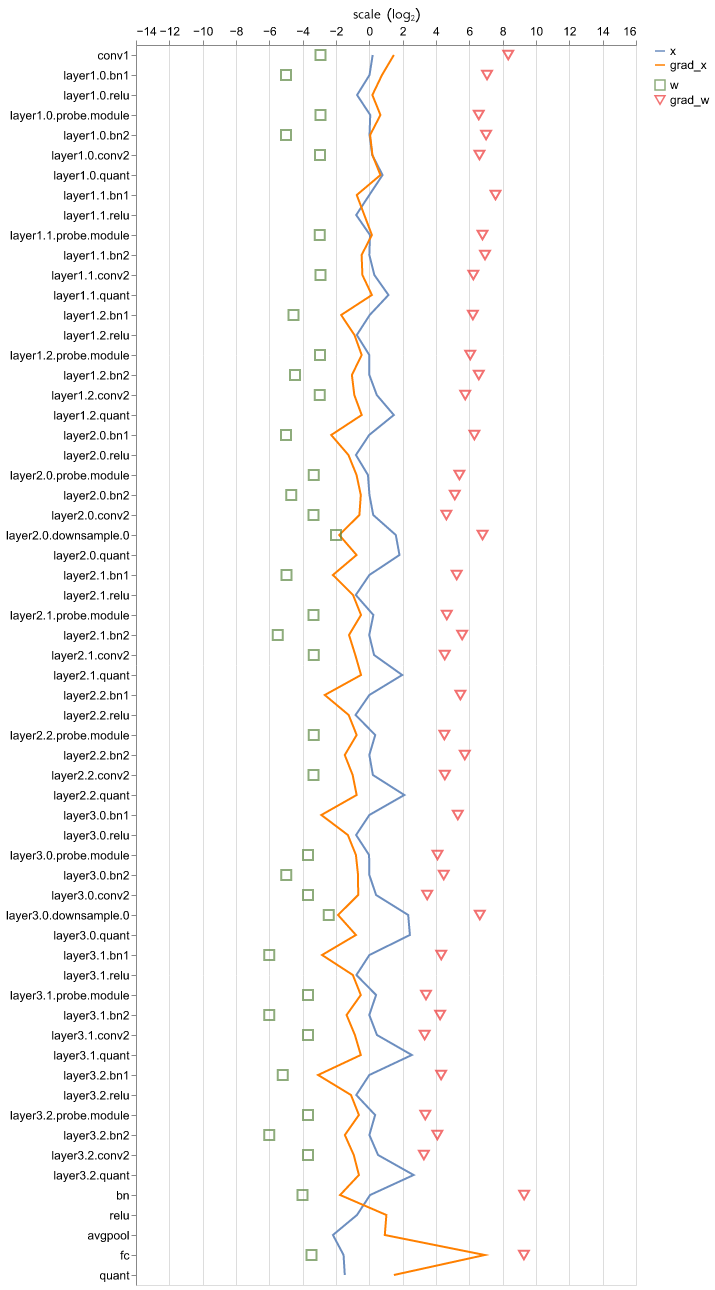 scale (log₂)
−14 −12 −10 −8 −6 −4 −2 0 2 4 6 8 10 12 14 16
x
grad_x
w
grad_w
conv1
layer1.0.bn1
layer1.0.relu
layer1.0.probe.module
layer1.0.bn2
layer1.0.conv2
layer1.0.quant
layer1.1.bn1
layer1.1.relu
layer1.1.probe.module
layer1.1.bn2
layer1.1.conv2
layer1.1.quant
layer1.2.bn1
layer1.2.relu
layer1.2.probe.module
layer1.2.bn2
layer1.2.conv2
layer1.2.quant
layer2.0.bn1
layer2.0.relu
layer2.0.probe.module
layer2.0.bn2
layer2.0.conv2
layer2.0.downsample.0
layer2.0.quant
layer2.1.bn1
layer2.1.relu
layer2.1.probe.module
layer2.1.bn2
layer2.1.conv2
layer2.1.quant
layer2.2.bn1
layer2.2.relu
layer2.2.probe.module
layer2.2.bn2
layer2.2.conv2
layer2.2.quant
layer3.0.bn1
layer3.0.relu
layer3.0.probe.module
layer3.0.bn2
layer3.0.conv2
layer3.0.downsample.0
layer3.0.quant
layer3.1.bn1
layer3.1.relu
layer3.1.probe.module
layer3.1.bn2
layer3.1.conv2
layer3.1.quant
layer3.2.bn1
layer3.2.relu
layer3.2.probe.module
layer3.2.bn2
layer3.2.conv2
layer3.2.quant
bn
relu
avgpool
fc
quant